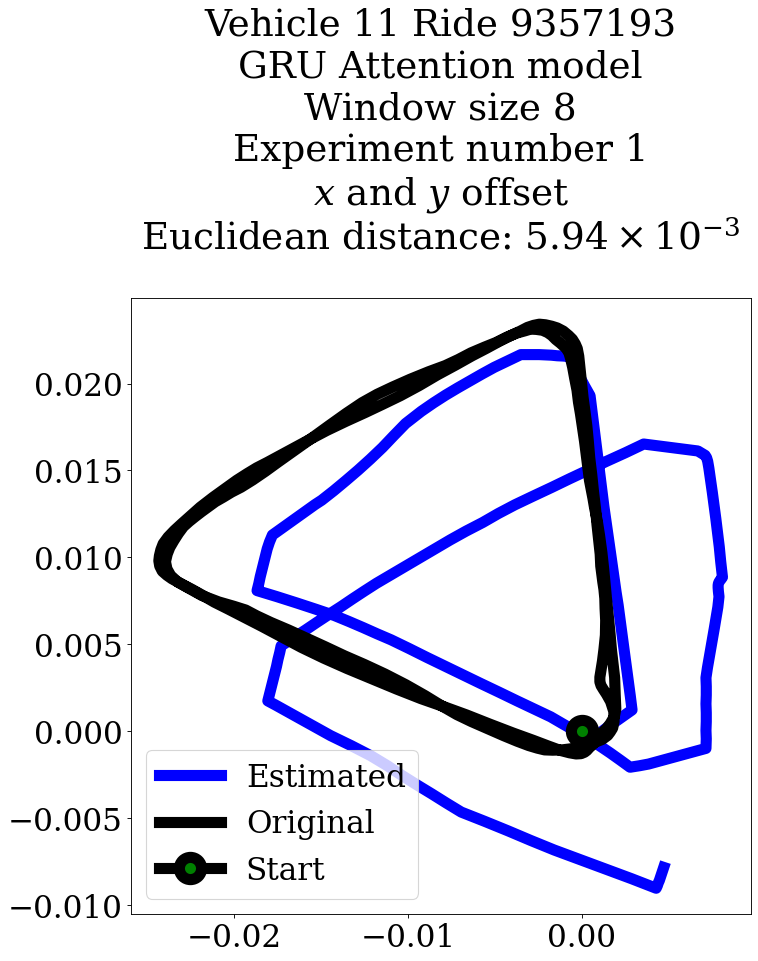 Vehicle 11 Ride 9357193
GRU Attention model
Window size 8
Experiment number 1
x and y offset
Euclidean distance: 5.94 × 10⁻³
0.020
0.015
0.010
0.005
0.000
−0.005
−0.010
Estimated
Original
Start
−0.02
−0.01
0.00